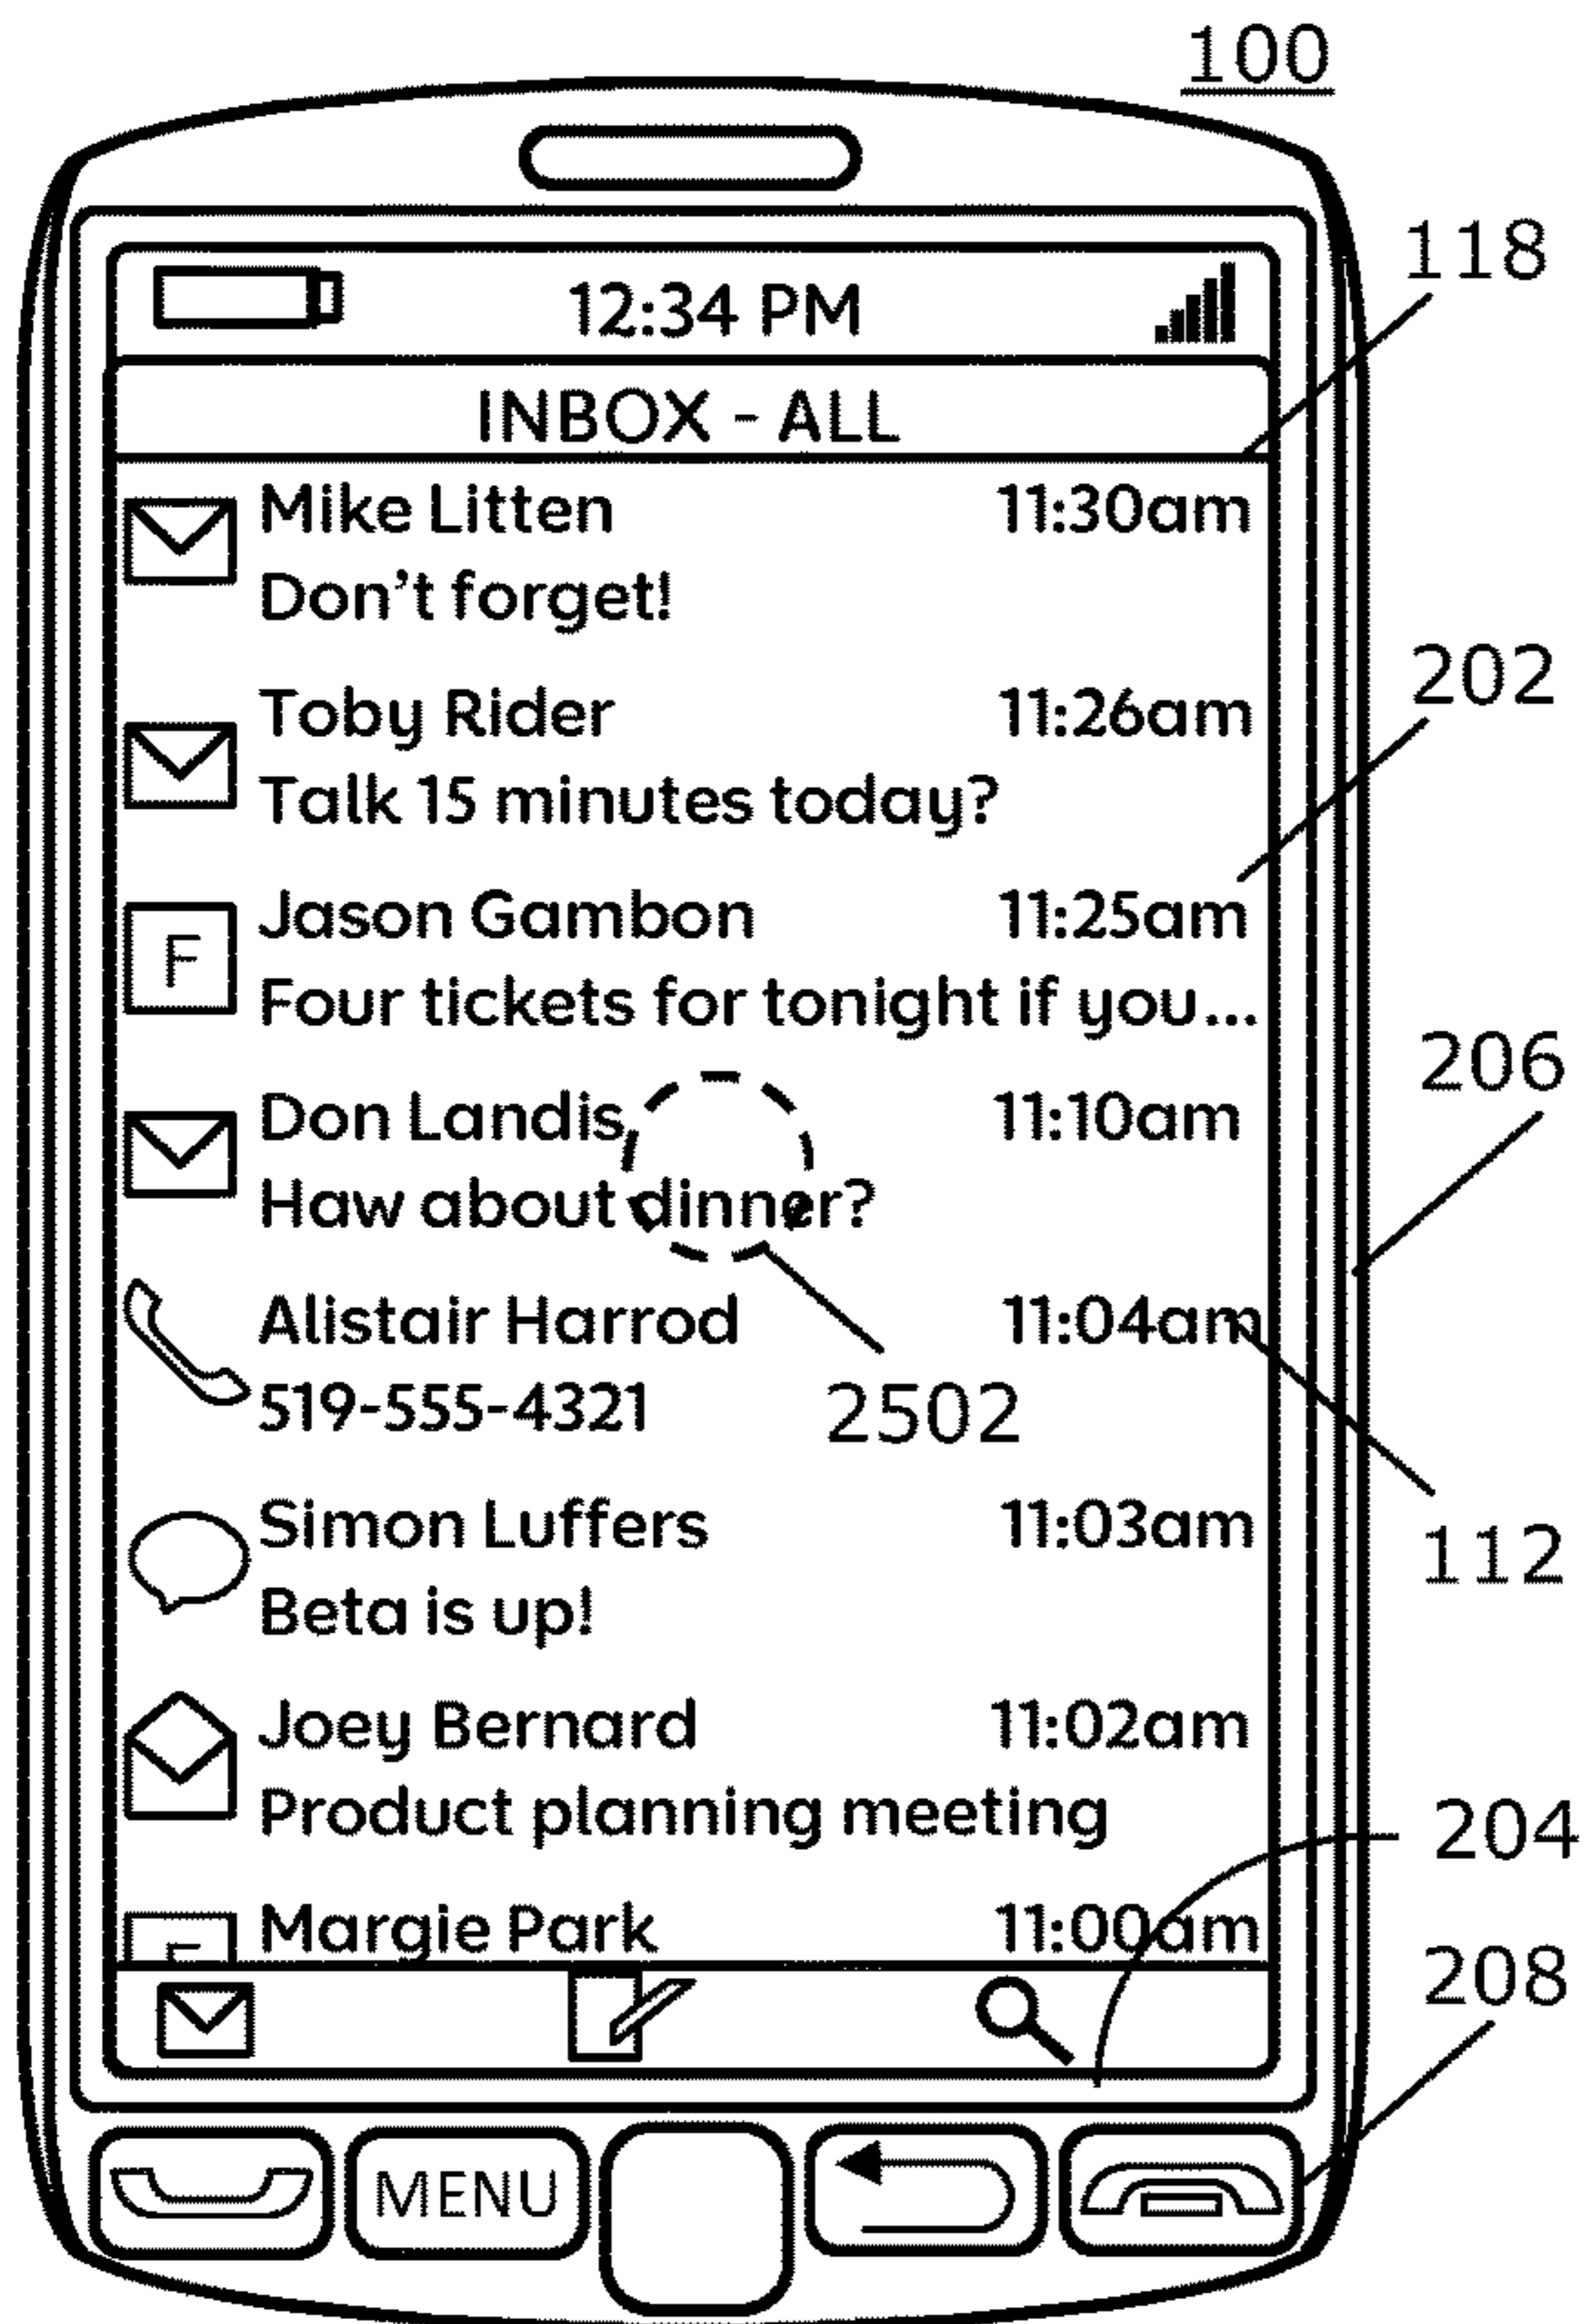 100
118
12:34 PM
INBOX - ALL
Mike Litten 11:30am
Don't forget!
202
Toby Rider 11:26am
Talk 15 minutes today?
F Jason Gambon 11:25am
Four tickets for tonight if you...
206
Don Landis 11:10am
Haw about dinner?
Alistair Harrod 11:04am
519-555-4321 2502
Simon Luffers 11:03am
112
Beta is up!
Joey Bernard 11:02am
Product planning meeting 204
Margie Park 11:00am
208
MENU